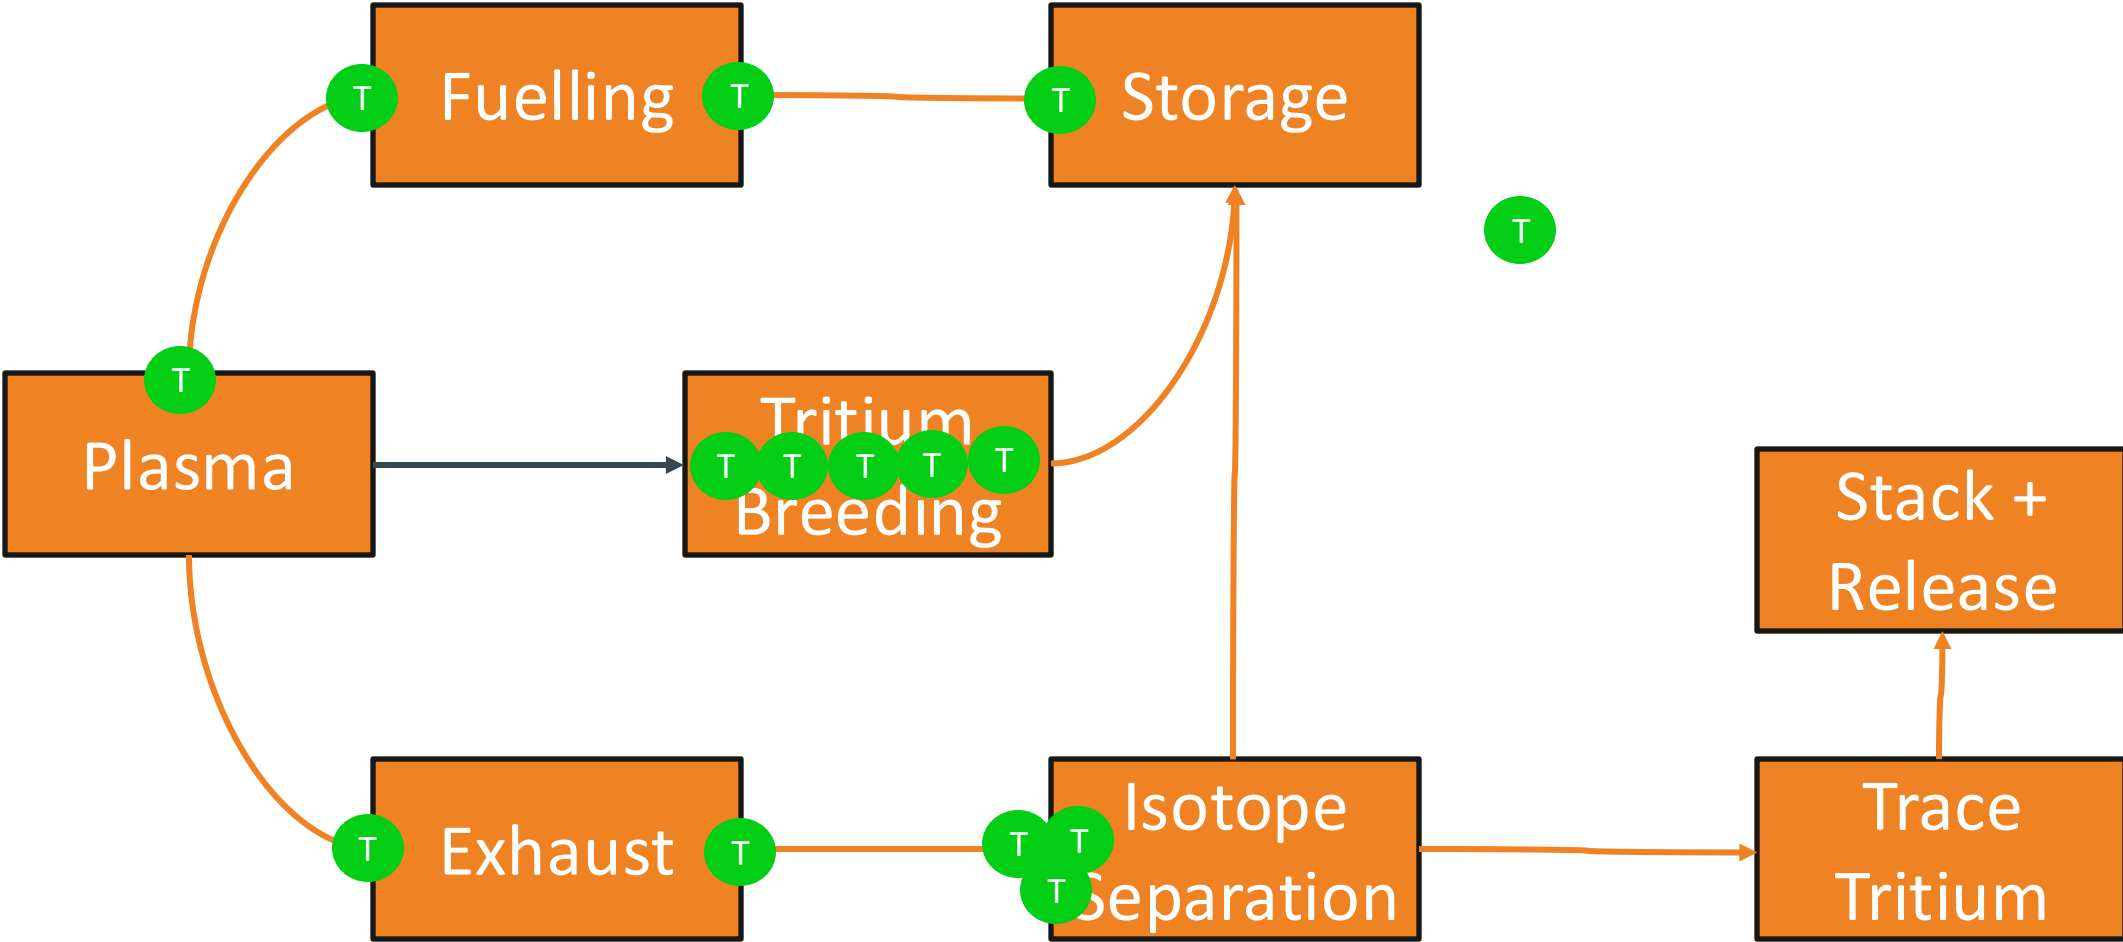 T Fuelling T T Storage
T
T
Plasma
Tritium
T T T T T
Breeding
Stack +
Release
T Exhaust T
T T Isotope
T Separation
Trace
Tritium